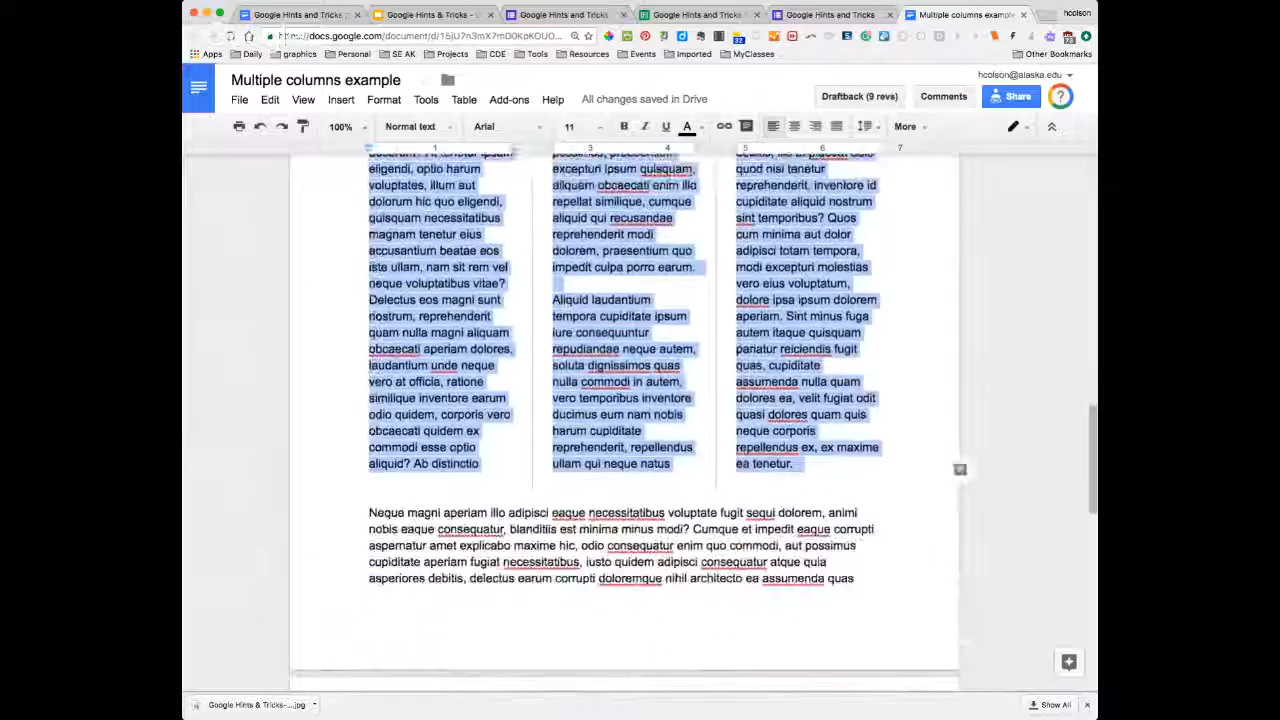 Google Hints and Tricks
Google Hints & Tricks -
Google Hints and Tricks
Google Hints and Tricks
Google Hints and Tricks
Multiple columns example
hcolson
https://docs.google.com/document/d/
Apps
Daily
graphics
Personal
SE AK
Projects
CDE
Tools
Resources
Events
Imported
MyClasses
Other Bookmarks
Multiple columns example
hcolson@alaska.edu
File Edit View Insert Format Tools Table Add-ons Help All changes saved in Drive
Draftback (9 revs)
Comments
Share
100%
Normal text
Arial
11
B I U A
More
1 3 4 5 6 7
eligendi, optio harum
voluptates, illum aut
dolorum hic quo eligendi,
quisquam necessitatibus
magnam tenetur eius
accusantium beatae eos
iste ullam, nam sit rem vel
neque voluptatibus vitae?
Delectus eos magni sunt
nostrum, reprehenderit
quam nulla magni aliquam
obcaecati aperiam dolores,
laudantium unde neque
vero at officia, ratione
similique inventore earum
odio quidem, corporis vero
obcaecati quidem ex
commodi esse optio
aliquid? Ab distinctio
excepturi ipsum quisquam,
aliquam obcaecati enim illo
repellat similique, cumque
aliquid qui recusandae
reprehenderit modi
dolorem, praesentium quo
impedit culpa porro earum.
Aliquid laudantium
tempora cupiditate ipsum
iure consequuntur
repudiandae neque autem,
soluta dignissimos quas
nulla commodi in autem,
vero temporibus inventore
ducimus eum nam nobis
harum cupiditate
reprehenderit, repellendus
ullam qui neque natus
quod nisi tenetur
reprehenderit, inventore id
cupiditate aliquid nostrum
sint temporibus? Quos
cum minima aut dolor
adipisci totam tempora,
modi excepturi molestias
vero eius voluptatum,
dolore ipsa ipsum dolorem
aperiam. Sint minus fuga
autem itaque quisquam
pariatur reiciendis fugit
quas, cupiditate
assumenda nulla quam
dolores ea, velit fugiat odit
quasi dolores quam quis
neque corporis
repellendus ex, ex maxime
ea tenetur.
Neque magni aperiam illo adipisci eaque necessitatibus voluptate fugit sequi dolorem, animi
nobis eaque consequatur, blanditiis est minima minus modi? Cumque et impedit eaque corrupti
aspernatur amet explicabo maxime hic, odio consequatur enim quo commodi, aut possimus
cupiditate aperiam fugiat necessitatibus, iusto quidem adipisci consequatur atque quia
asperiores debitis, delectus earum corrupti doloremque nihil architecto ea assumenda quas
Google Hints & Tricks-....jpg
Show All